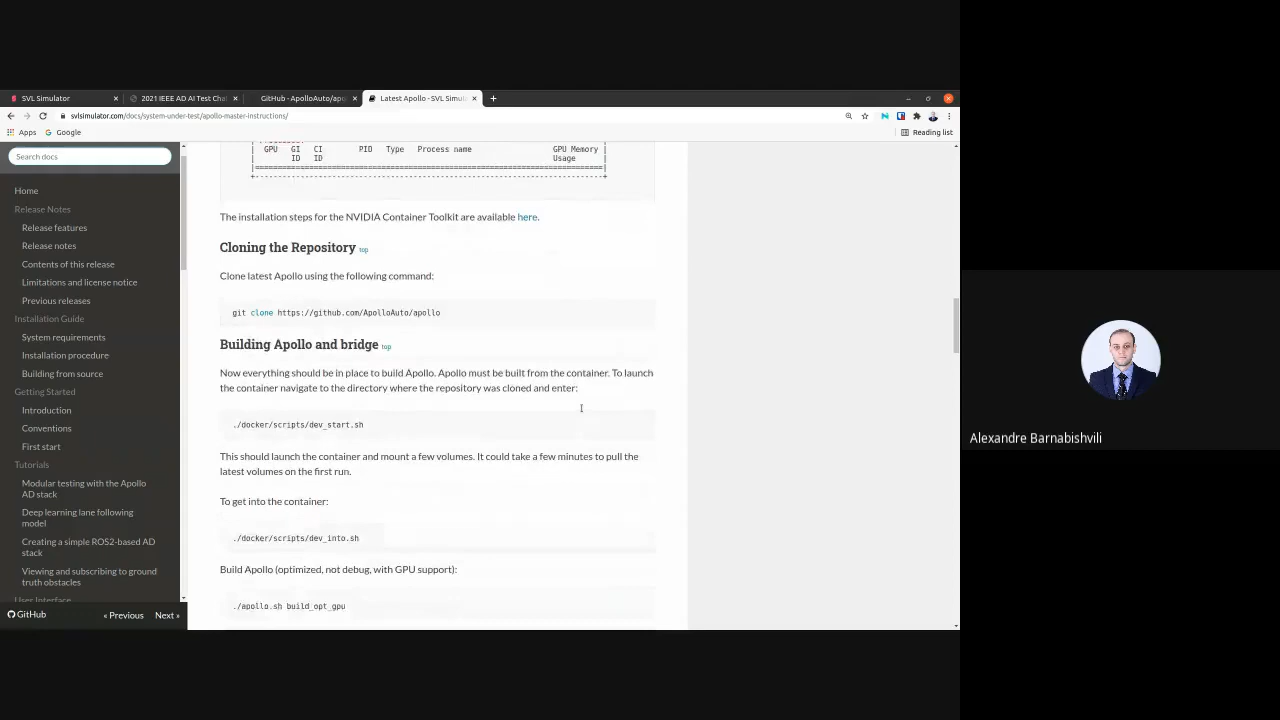 SVL Simulator
2021 IEEE AD AI Test Cha
GitHub - ApolloAuto/apo
Latest Apollo - SVL Simula
svlsimulator.com/docs/system-under-test/apollo-master-instructions/
Apps
Google
Reading list
Search docs
Home
Release Notes
Release features
Release notes
Contents of this release
Limitations and license notice
Previous releases
Installation Guide
System requirements
Installation procedure
Building from source
Getting Started
Introduction
Conventions
First start
Tutorials
Modular testing with the Apollo
AD stack
Deep learning lane following
model
Creating a simple ROS2-based AD
stack
Viewing and subscribing to ground
truth obstacles
User Interface
GitHub
« Previous
Next »
GPU GI CI PID Type Process name GPU Memory
ID ID Usage
The installation steps for the NVIDIA Container Toolkit are available here.
Cloning the Repository top
Clone latest Apollo using the following command:
git clone https://github.com/ApolloAuto/apollo
Building Apollo and bridge top
Now everything should be in place to build Apollo. Apollo must be built from the container. To launch
the container navigate to the directory where the repository was cloned and enter:
./docker/scripts/dev_start.sh
This should launch the container and mount a few volumes. It could take a few minutes to pull the
latest volumes on the first run.
To get into the container:
./docker/scripts/dev_into.sh
Build Apollo (optimized, not debug, with GPU support):
./apollo.sh build_opt_gpu
Alexandre Barnabishvili